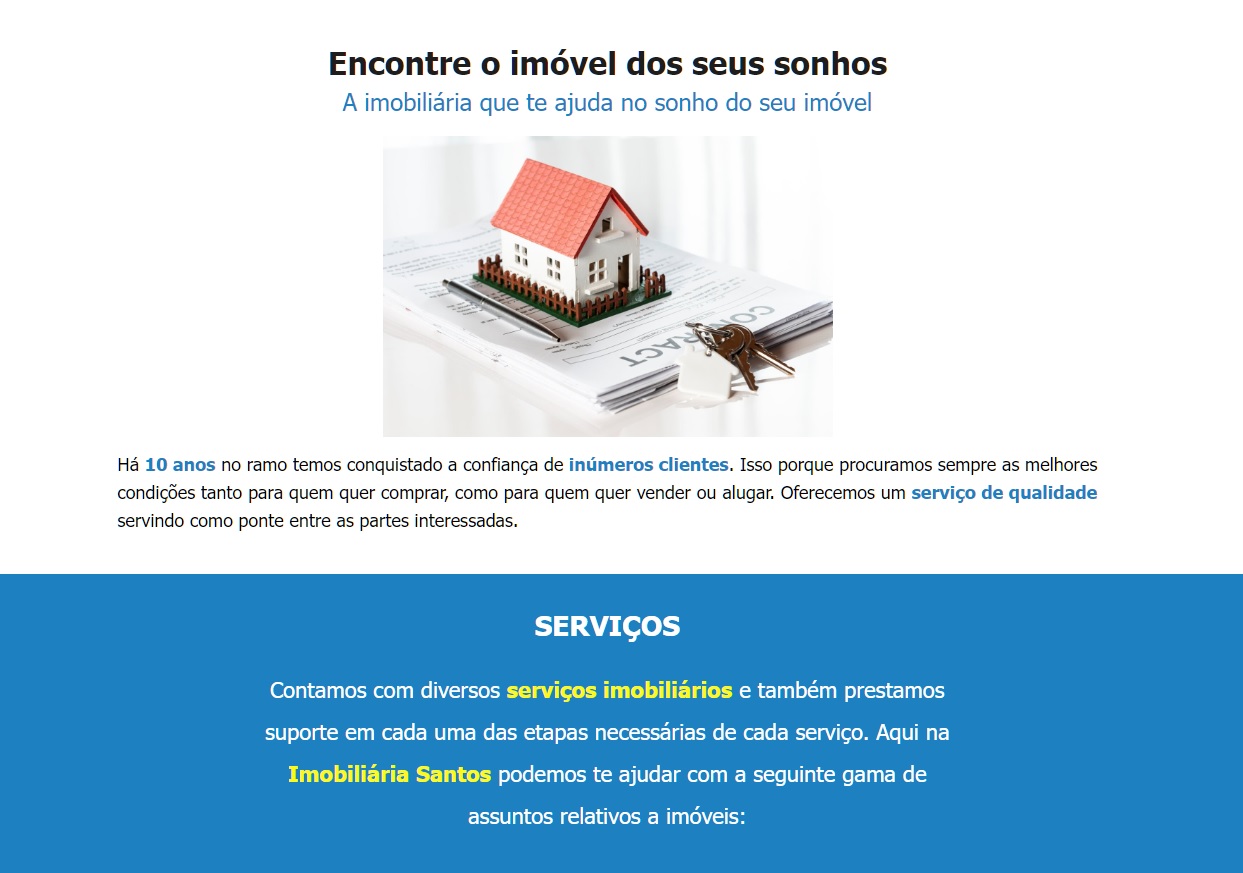 Encontre o imóvel dos seus sonhos
A imobiliária que te ajuda no sonho do seu imóvel
CONTRACT
Há 10 anos no ramo temos conquistado a confiança de inúmeros clientes. Isso porque procuramos sempre as melhores
condições tanto para quem quer comprar, como para quem quer vender ou alugar. Oferecemos um serviço de qualidade
servindo como ponte entre as partes interessadas.
SERVIÇOS
Contamos com diversos serviços imobiliários e também prestamos
suporte em cada uma das etapas necessárias de cada serviço. Aqui na
Imobiliária Santos podemos te ajudar com a seguinte gama de
assuntos relativos a imóveis: